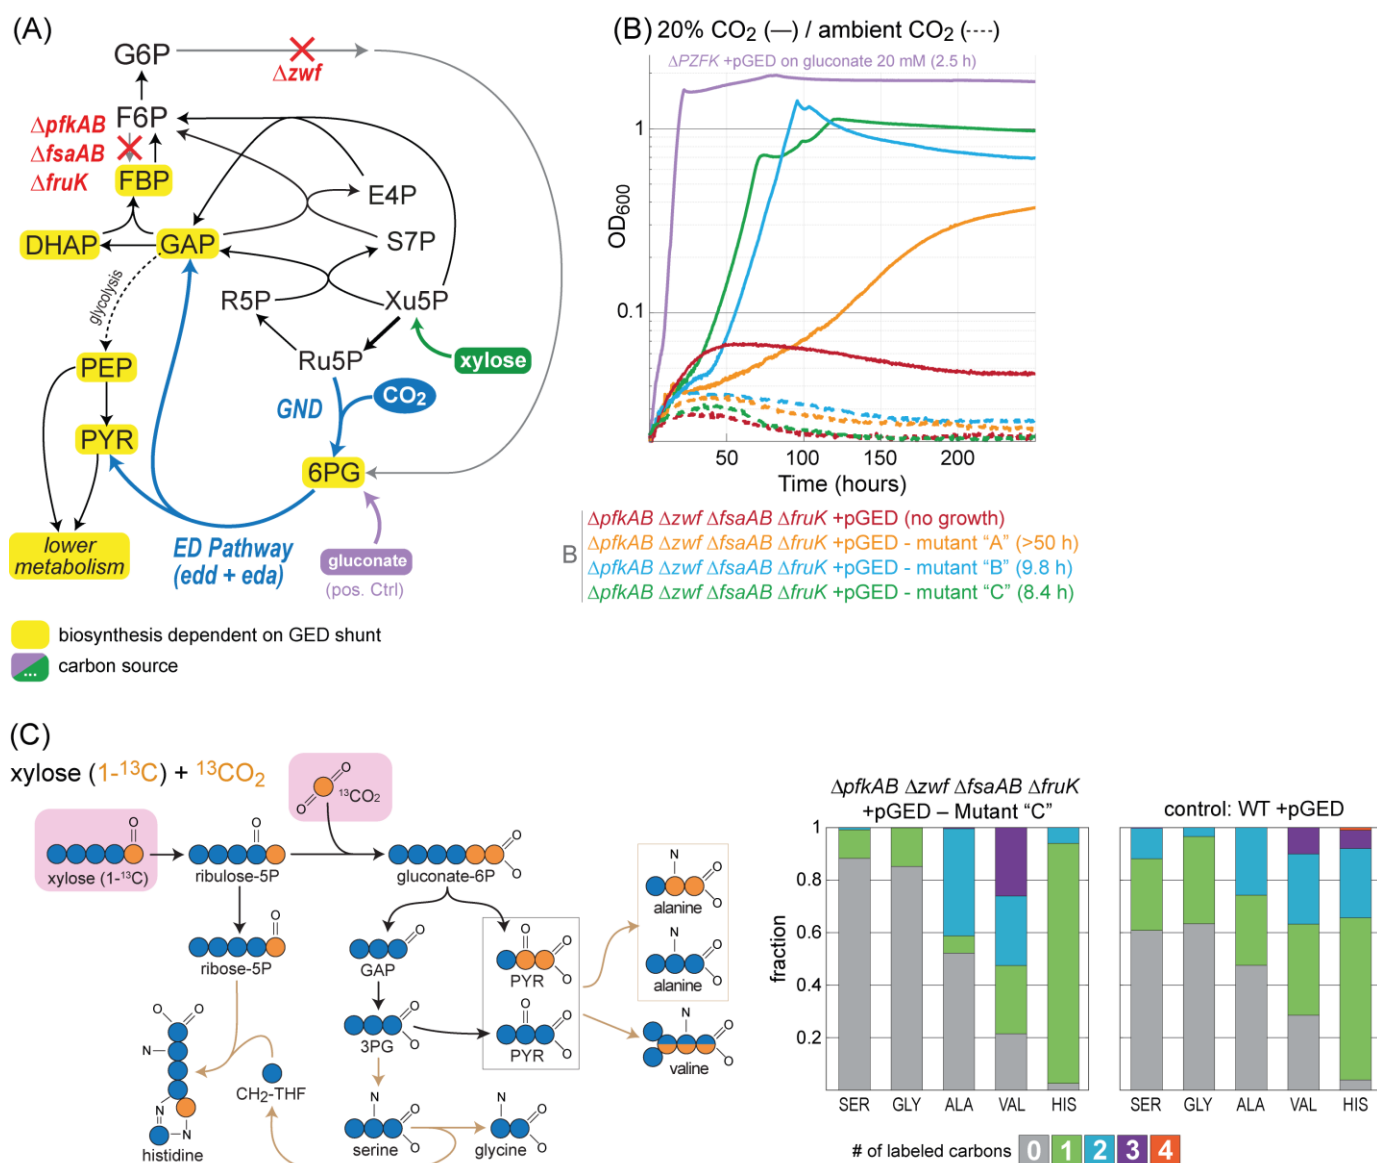 (A)
G6P
Δzwf
ΔpfkAB
F6P
ΔfsaAB
ΔfruK
FBP
E4P
DHAP
GAP
S7P
glycolysis
R5P
Xu5P
PEP
Ru5P
xylose
GND
CO2
PYR
6PG
lower
metabolism
ED Pathway
(edd + eda)
gluconate
(pos. Ctrl)
biosynthesis dependent on GED shunt
... carbon source
(B) 20% CO2 (—) / ambient CO2 (----)
ΔPZFK +pGED on gluconate 20 mM (2.5 h)
OD600
1
0.1
50 100 150 200
Time (hours)
B
ΔpfkAB Δzwf ΔfsaAB ΔfruK +pGED (no growth)
ΔpfkAB Δzwf ΔfsaAB ΔfruK +pGED - mutant “A” (>50 h)
ΔpfkAB Δzwf ΔfsaAB ΔfruK +pGED - mutant “B” (9.8 h)
ΔpfkAB Δzwf ΔfsaAB ΔfruK +pGED - mutant “C” (8.4 h)
(C)
xylose (1-13C) + 13CO2
O
O
13CO2
O
xylose (1-13C)
O
ribulose-5P
O
O
gluconate-6P
O
ribose-5P
O
GAP
O
O
O
PYR
O
3PG
O
O
O
O
PYR
N
O
O
alanine
N
O
O
alanine
N
O
O
valine
O
O
N
N
N
histidine
CH2-THF
N
O
O
serine
N
O
O
glycine
ΔpfkAB Δzwf ΔfsaAB ΔfruK
+pGED – Mutant “C”
control: WT +pGED
fraction
1
0.8
0.6
0.4
0.2
SER GLY ALA VAL HIS
SER GLY ALA VAL HIS
# of labeled carbons 0 1 2 3 4